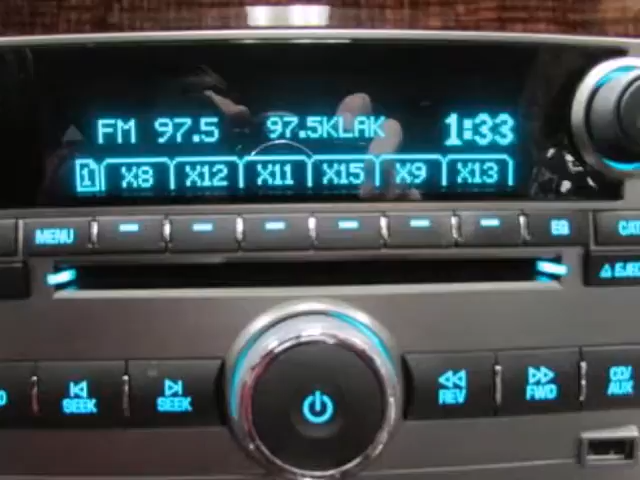 FM 97.5 97.5KLAK 1:33
1 X8 X12 X11 X15 X9 X13
MENU EQ CAT
EJEC
SEEK SEEK REV FWD CD/
AUX